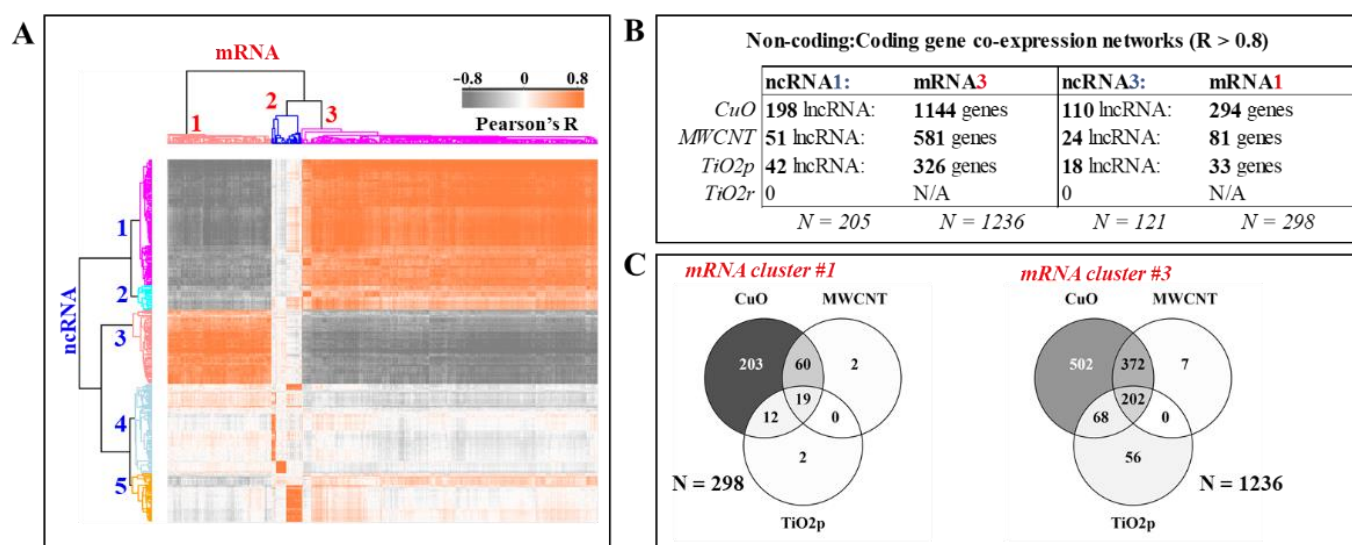 A
mRNA
−0.8 0 0.8
Pearson's R
1 2 3
ncRNA
1
2
3
4
5
B
Non-coding:Coding gene co-expression networks (R > 0.8)
ncRNA1: mRNA3 ncRNA3: mRNA1
CuO 198 lncRNA: 1144 genes 110 lncRNA: 294 genes
MWCNT 51 lncRNA: 581 genes 24 lncRNA: 81 genes
TiO2p 42 lncRNA: 326 genes 18 lncRNA: 33 genes
TiO2r 0 N/A 0 N/A
N = 205 N = 1236 N = 121 N = 298
C
mRNA cluster #1
CuO MWCNT
203 60 2
19
12 0
2
N = 298
TiO2p
mRNA cluster #3
CuO MWCNT
502 372 7
202
68 0
56
N = 1236
TiO2p